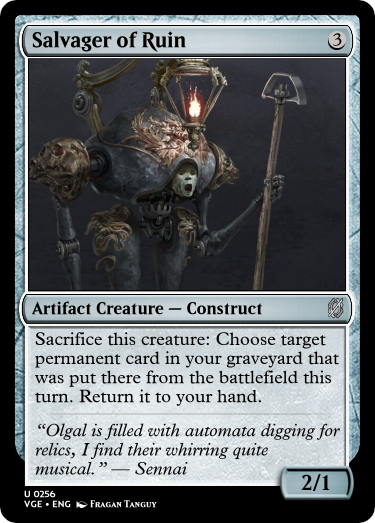 Salvager of Ruin 3
Artifact Creature — Construct
Sacrifice this creature: Choose target
permanent card in your graveyard that
was put there from the battlefield this
turn. Return it to your hand.
“Olgal is filled with automata digging for
relics, I find their whirring quite
musical.” — Sennai
2/1
U 0256
VGE • ENG Fragan Tanguy